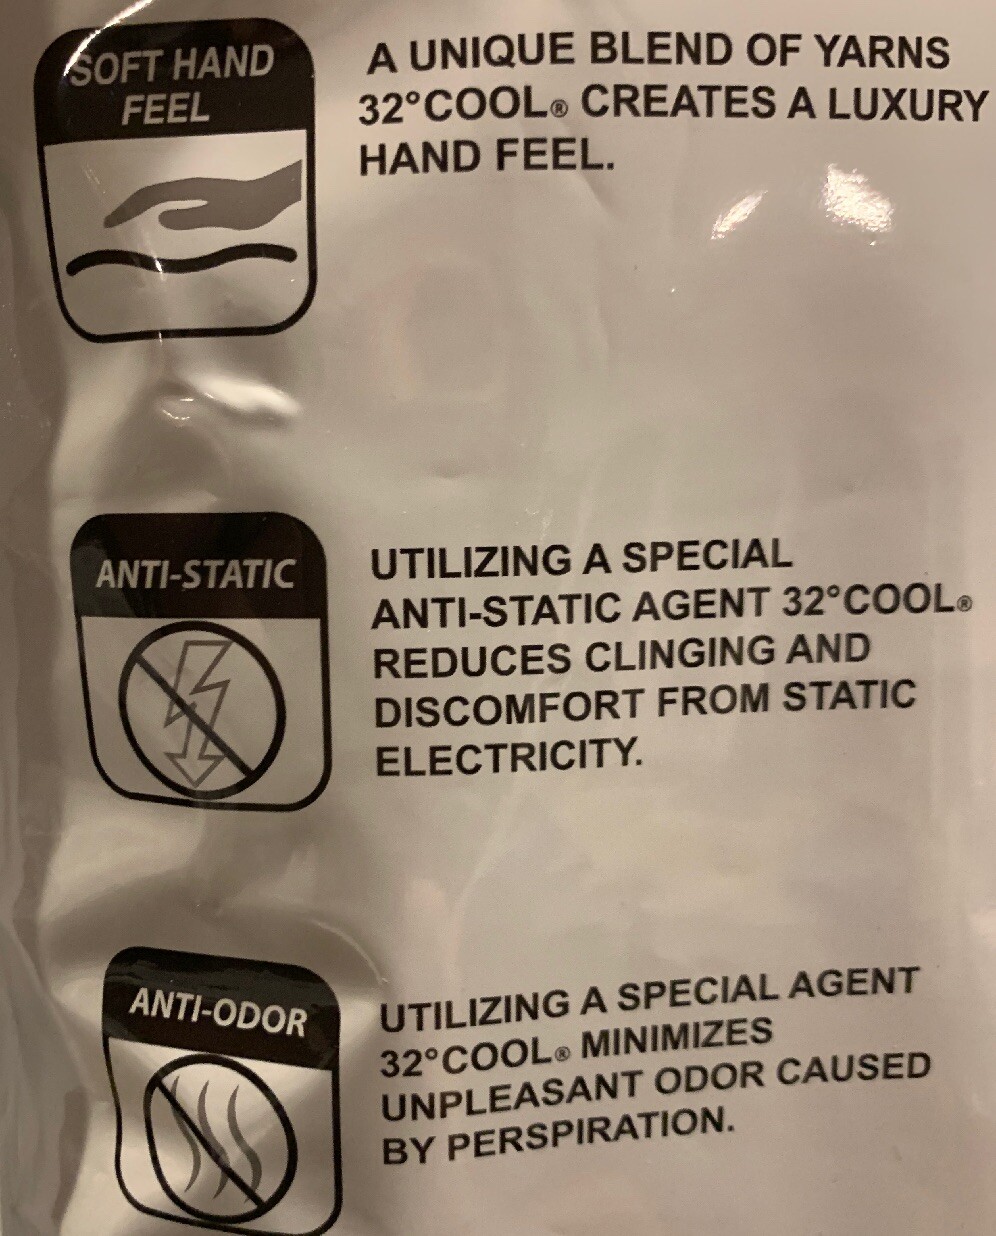 SOFT HAND
FEEL
A UNIQUE BLEND OF YARNS
32°COOL® CREATES A LUXURY
HAND FEEL.
ANTI-STATIC
UTILIZING A SPECIAL
ANTI-STATIC AGENT 32°COOL®
REDUCES CLINGING AND
DISCOMFORT FROM STATIC
ELECTRICITY.
ANTI-ODOR
UTILIZING A SPECIAL AGENT
32°COOL® MINIMIZES
UNPLEASANT ODOR CAUSED
BY PERSPIRATION.